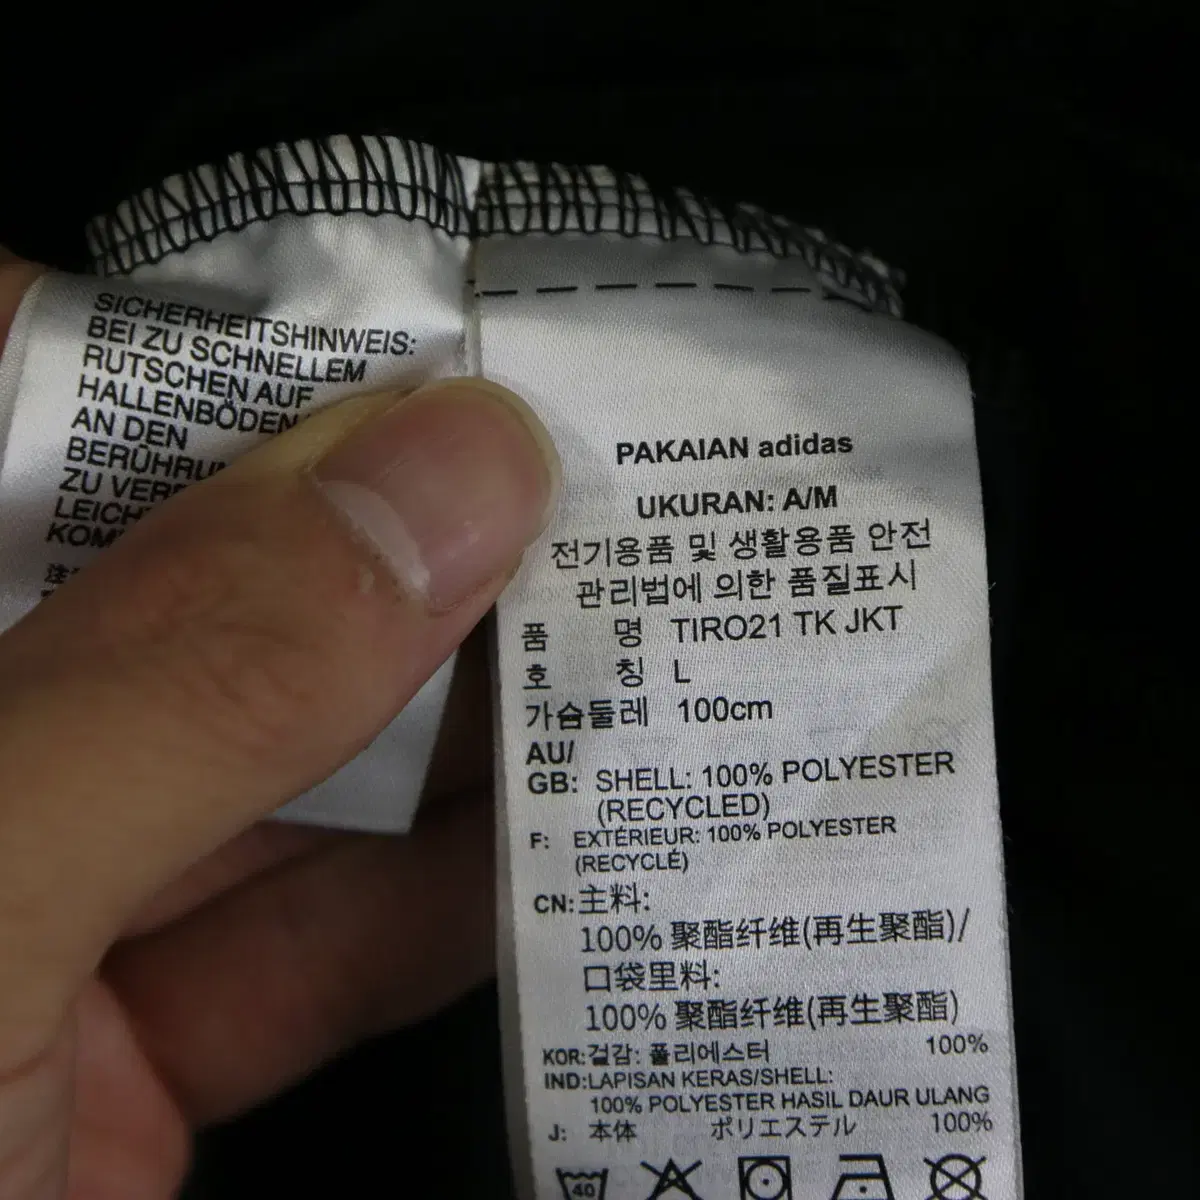 SICHERHEITSHINWEIS:
BEI ZU SCHNELLEM
RUTSCHEN AUF
HALLENBÖDEN
AN DEN
ZU
PAKAIAN adidas
UKURAN: A/M
전기용품 및 생활용품 안전
관리법에 의한 품질표시
품 명 TIRO21 TK JKT
호 칭 L
가슴둘레 100cm
AU/
GB: SHELL: 100% POLYESTER
(RECYCLED)
F: EXTÉRIEUR: 100% POLYESTER
(RECYCLÉ)
CN: 主料:
100% 聚酯纤维(再生聚酯)/
口袋里料:
100% 聚酯纤维(再生聚酯)
KOR: 겉감: 폴리에스터 100%
IND: LAPISAN KERAS/SHELL:
100% POLYESTER HASIL DAUR ULANG
J: 本体 ポリエステル 100%
40